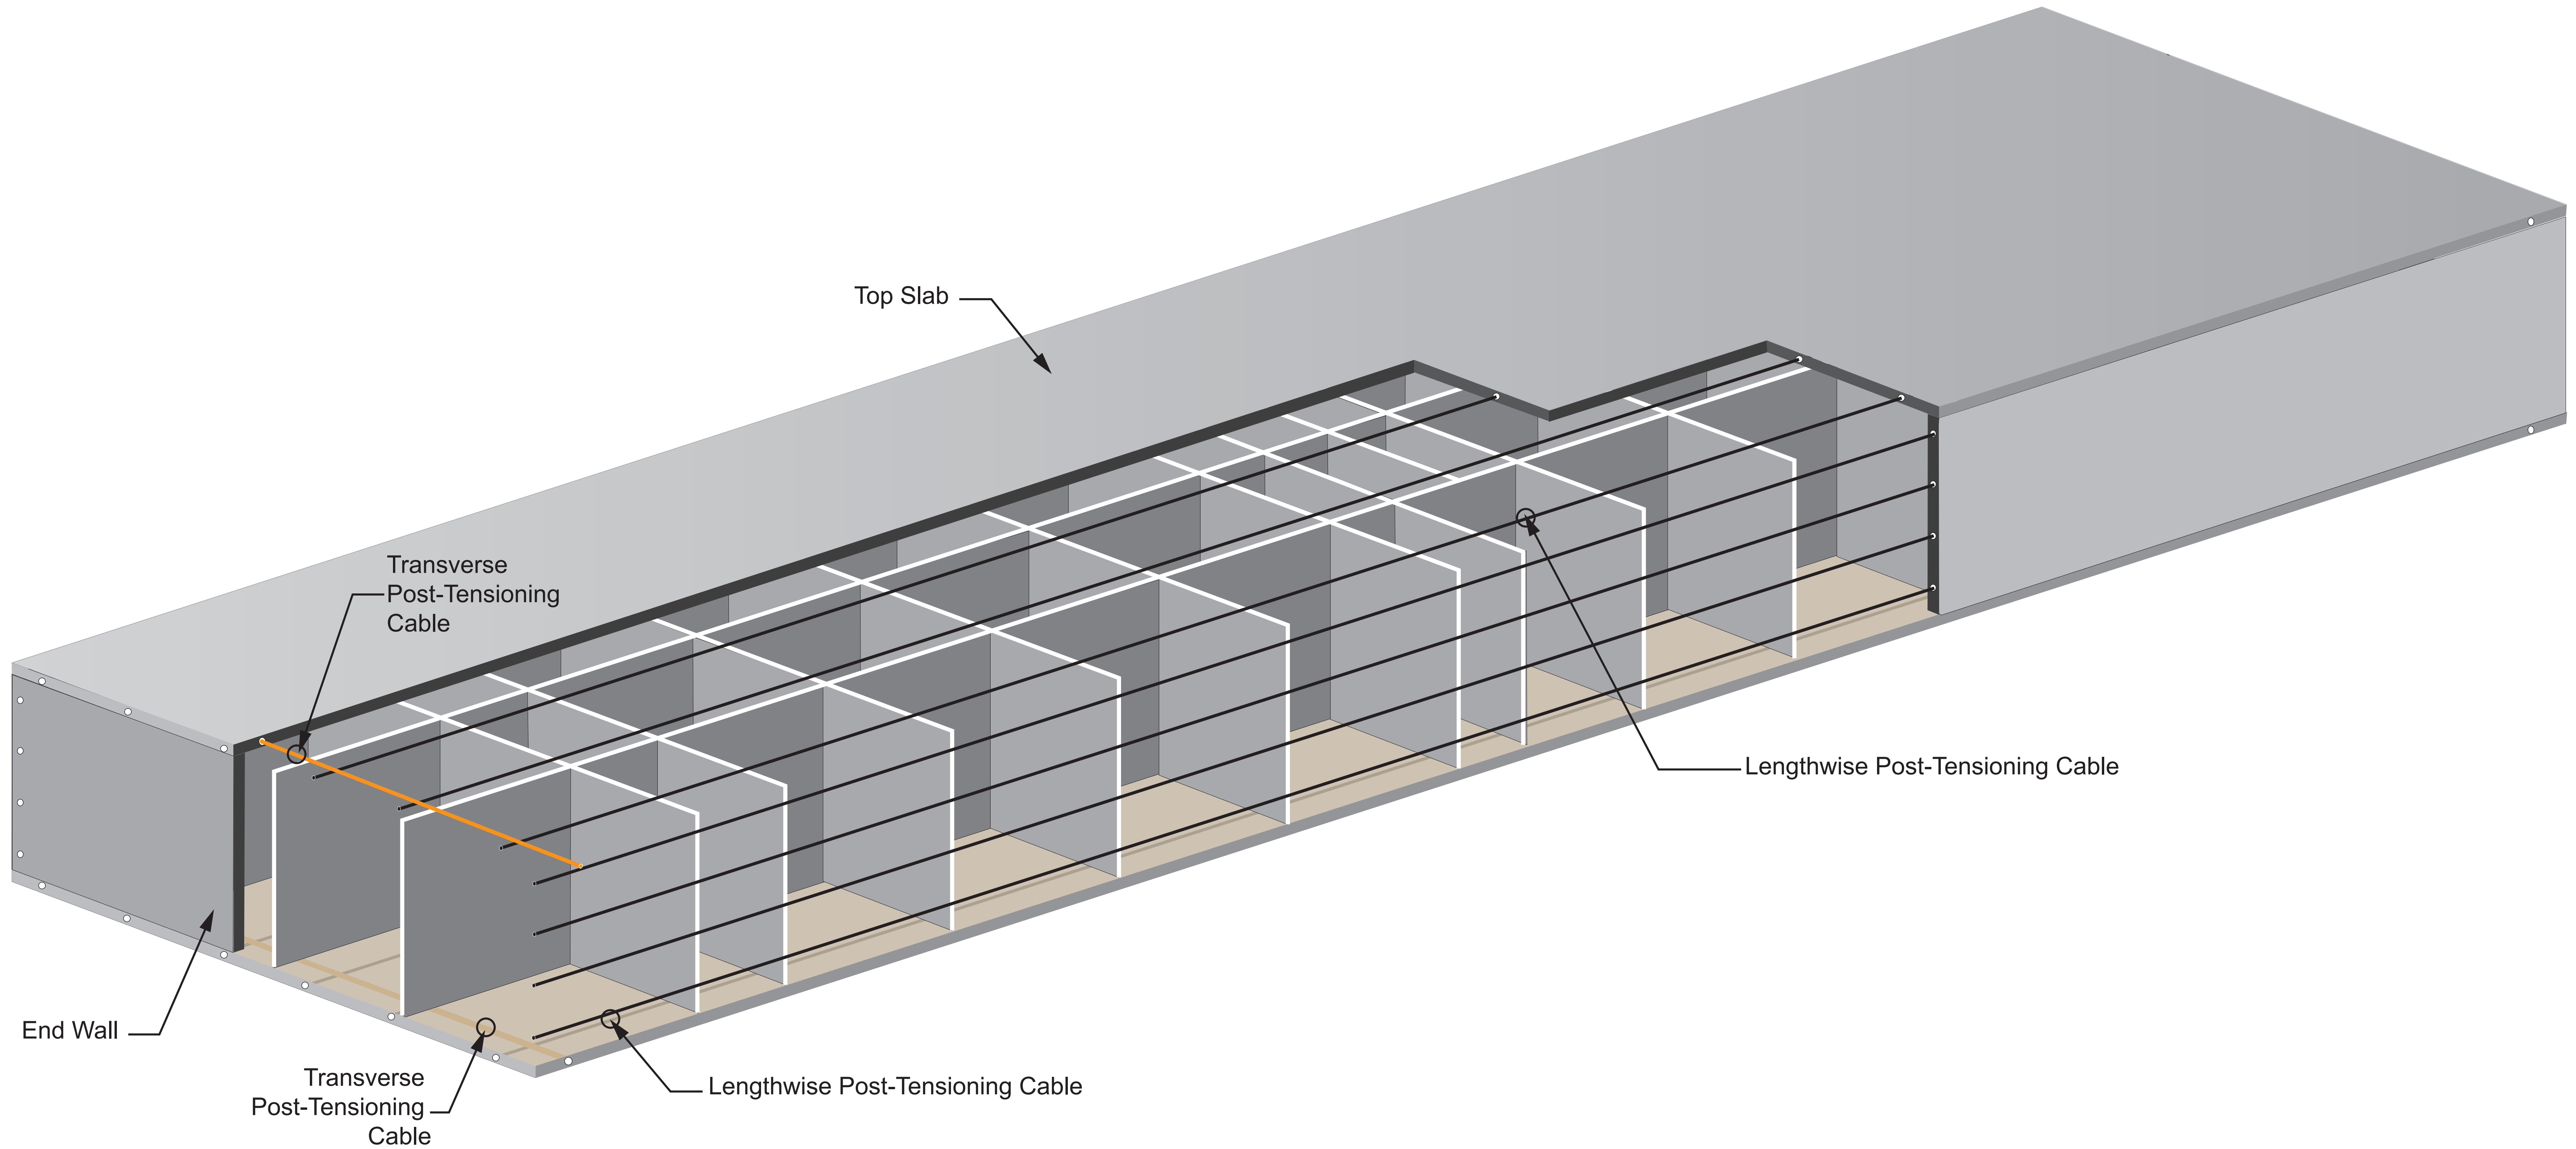 Top Slab
Transverse
Post-Tensioning
Cable
Lengthwise Post-Tensioning Cable
End Wall
Transverse
Post-Tensioning
Cable
Lengthwise Post-Tensioning Cable